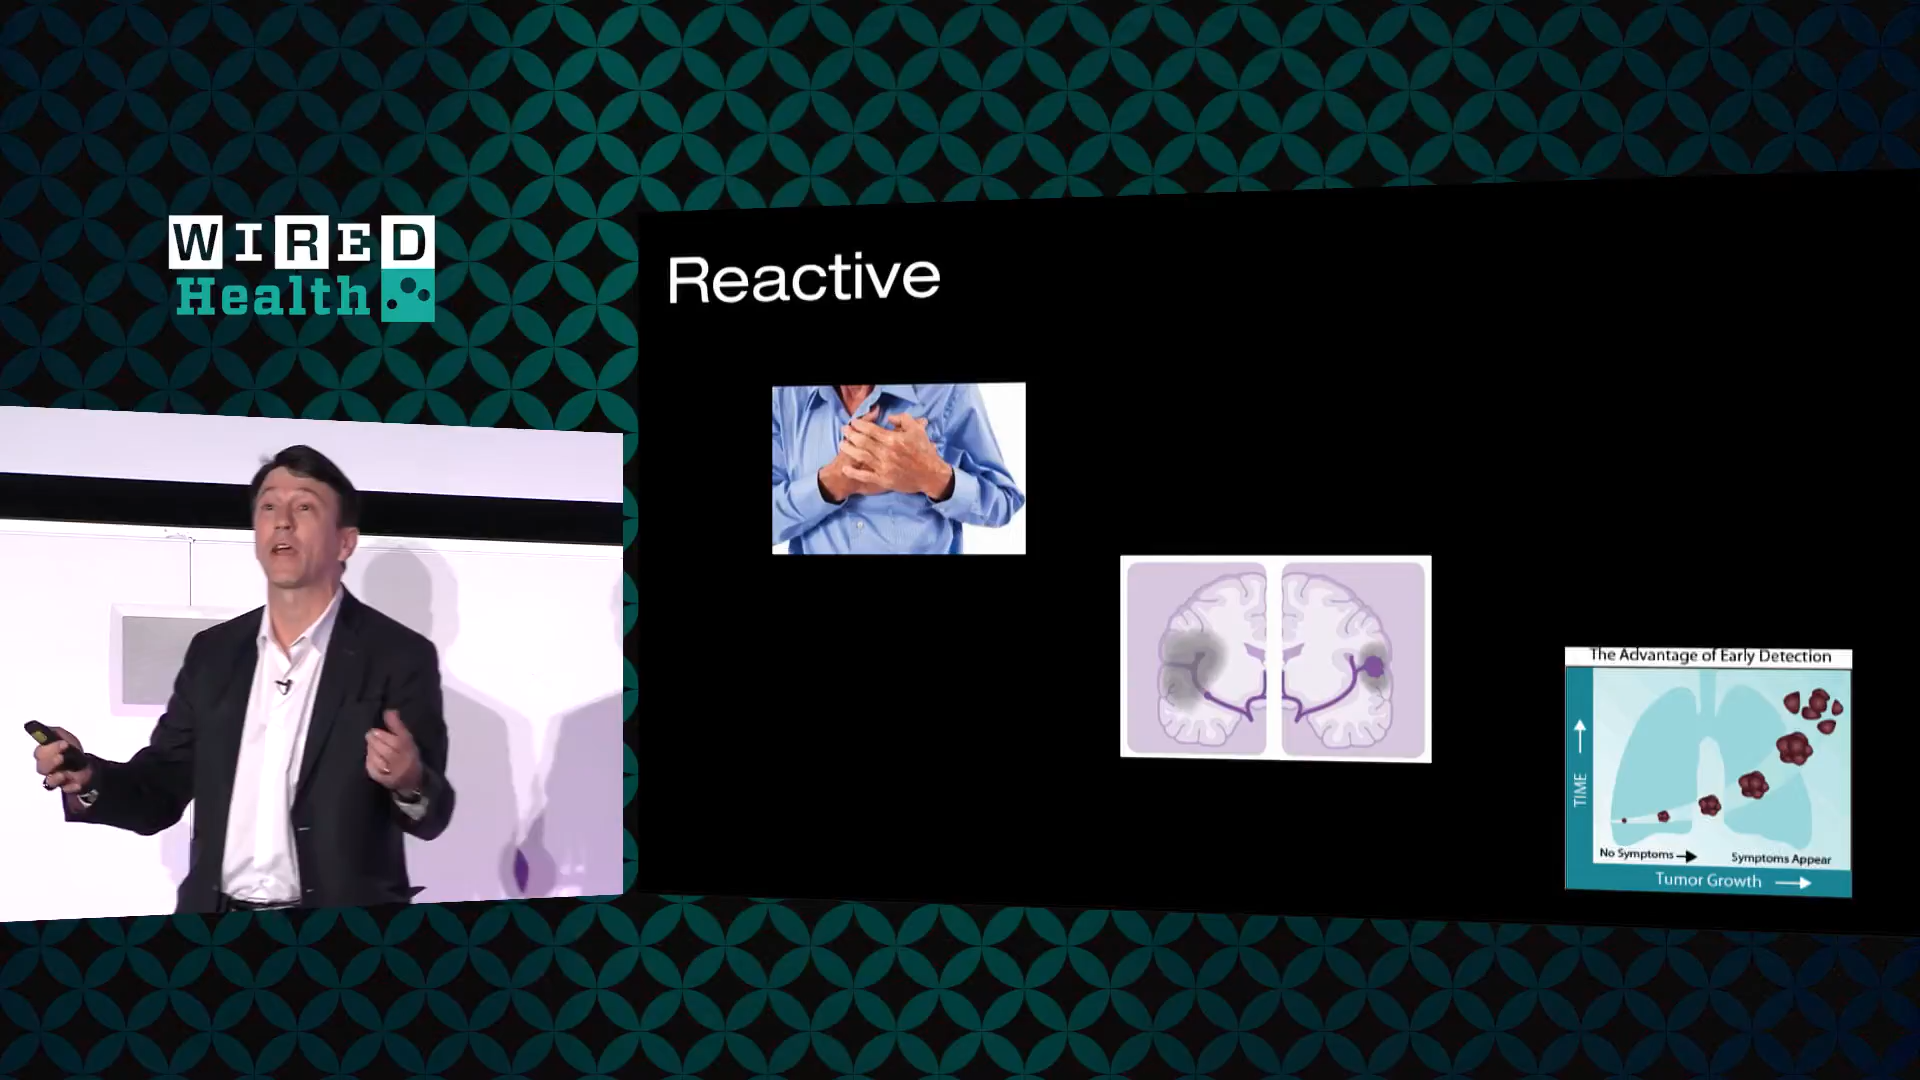 WIRED
Health
Reactive
The Advantage of Early Detection
TIME
No Symptoms
Symptoms Appear
Tumor Growth